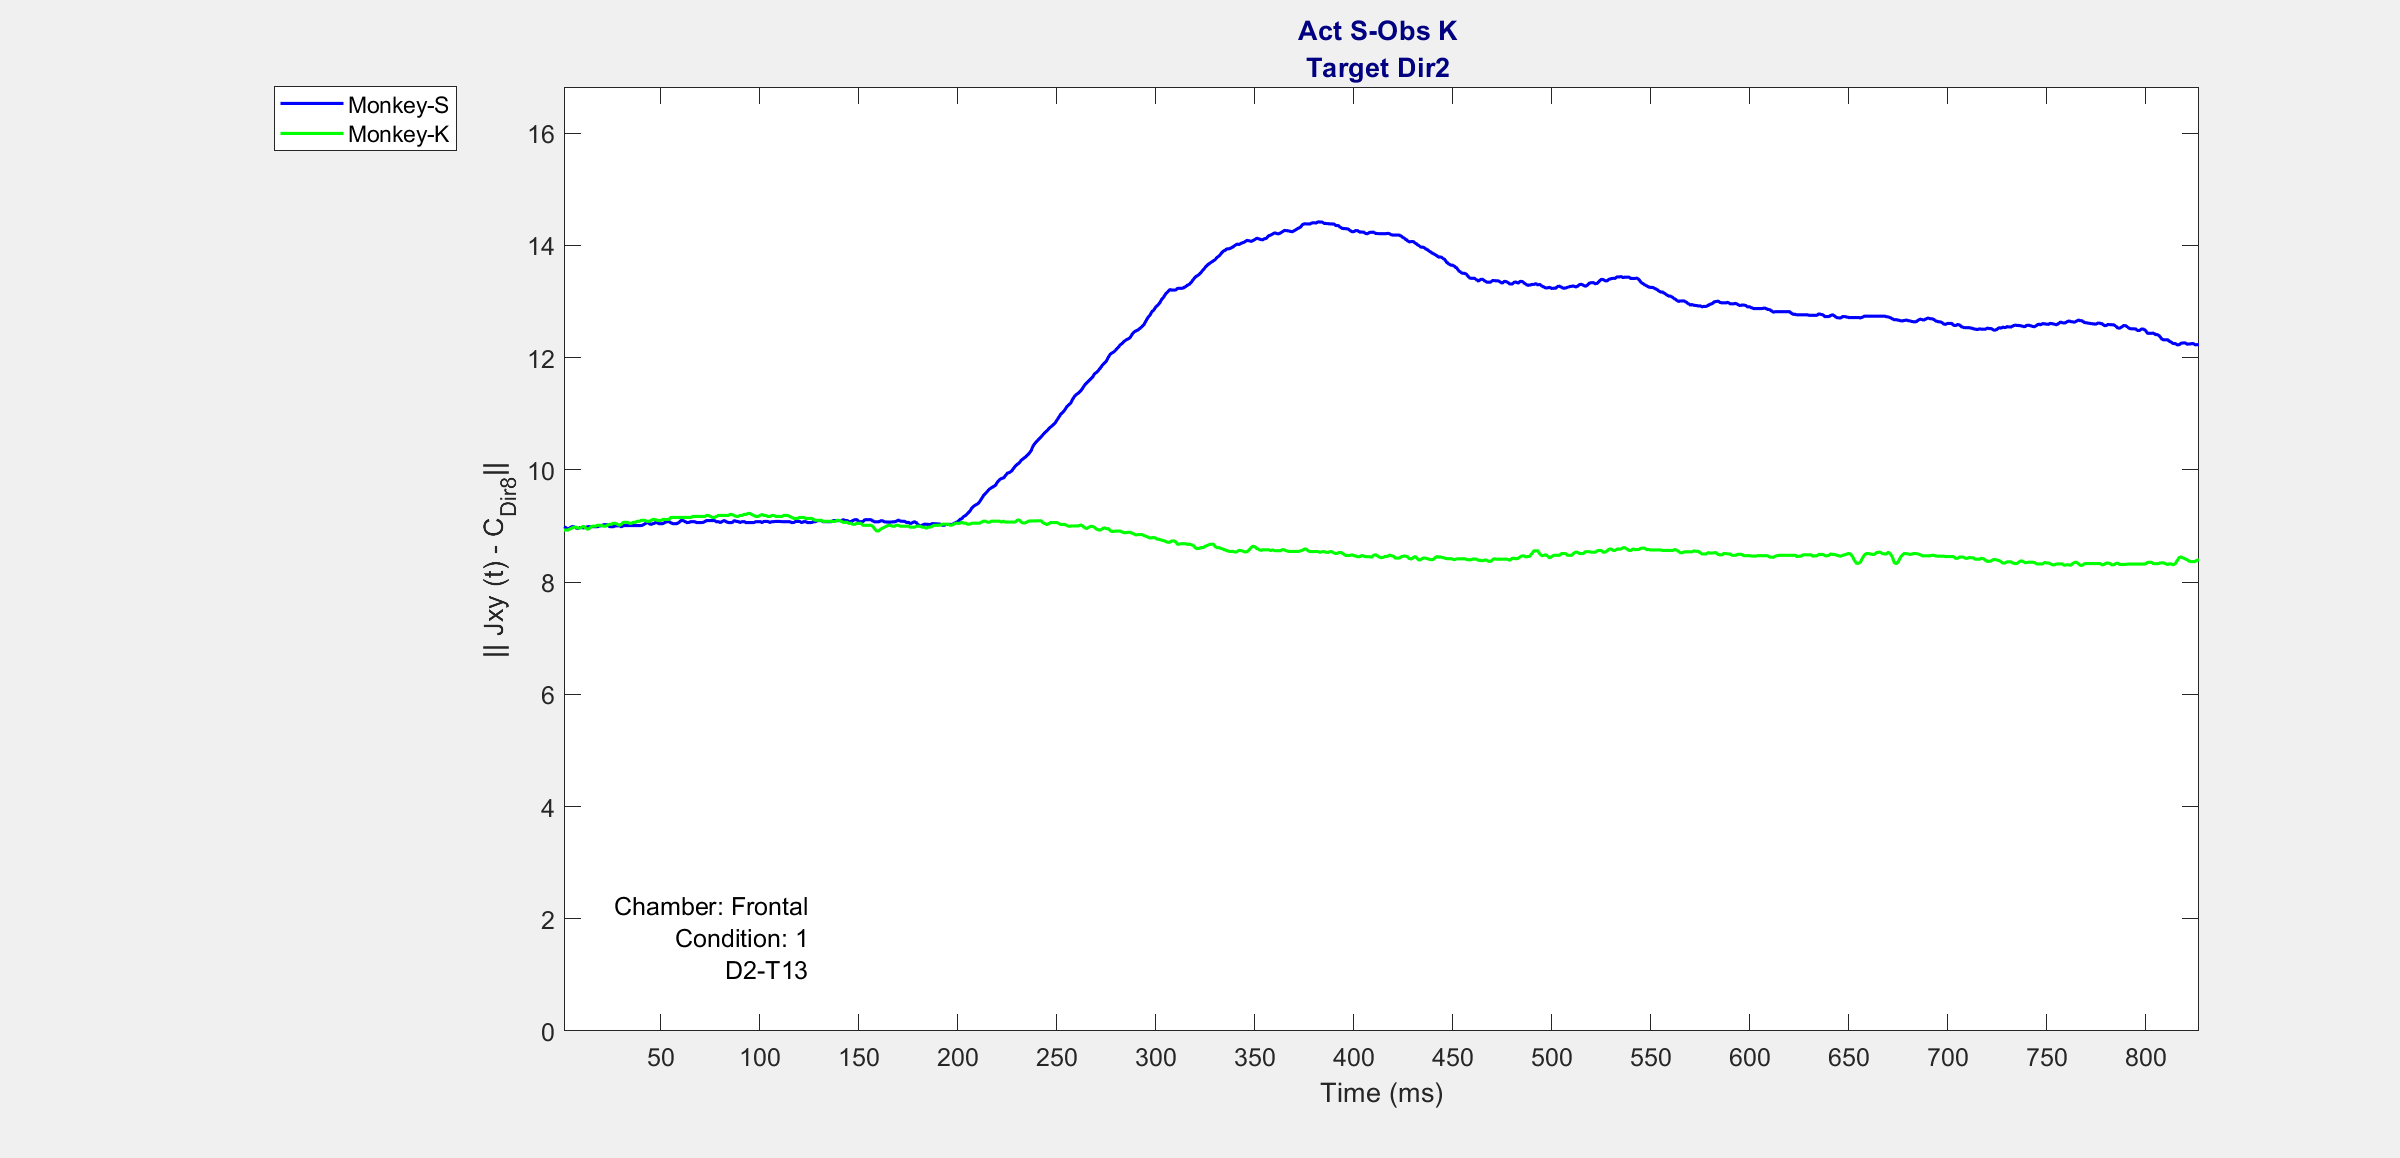 Act S-Obs K
Target Dir2
Monkey-S
Monkey-K
16
14
12
10
8
6
4
2
0
|| Jxy (t) - C_Dir8||
Chamber: Frontal
Condition: 1
D2-T13
50 100 150 200 250 300 350 400 450 500 550 600 650 700 750 800
Time (ms)